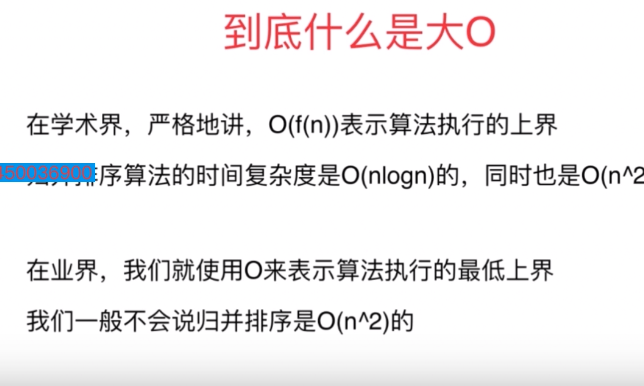 到底什么是大O
在学术界，严格地讲，O(f(n))表示算法执行的上界
排序算法的时间复杂度是O(nlogn)的，同时也是O(n^2
在业界，我们就使用O来表示算法执行的最低上界
我们一般不会说归并排序是O(n^2)的